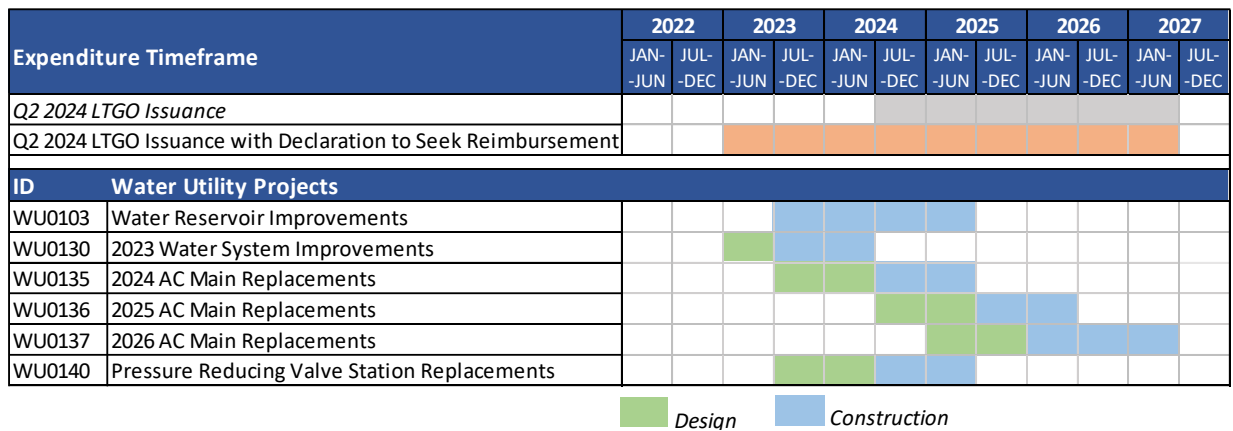 2022 2023 2024 2025 2026 2027
Expenditure Timeframe
JAN- JUL- JAN- JUL- JAN- JUL- JAN- JUL- JAN- JUL- JAN- JUL-
-JUN -DEC -JUN -DEC -JUN -DEC -JUN -DEC -JUN -DEC -JUN -DEC
Q2 2024 LTGO Issuance
Q2 2024 LTGO Issuance with Declaration to Seek Reimbursement
ID Water Utility Projects
WU0103 Water Reservoir Improvements
WU0130 2023 Water System Improvements
WU0135 2024 AC Main Replacements
WU0136 2025 AC Main Replacements
WU0137 2026 AC Main Replacements
WU0140 Pressure Reducing Valve Station Replacements
Design Construction